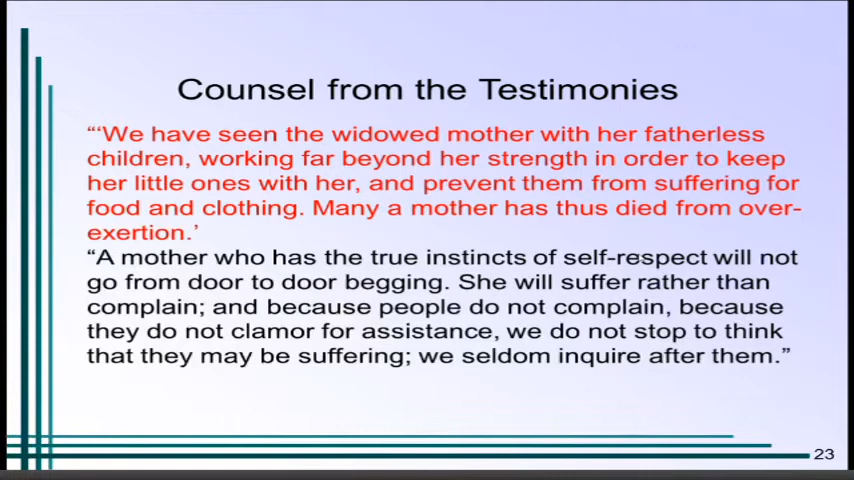 Counsel from the Testimonies
“‘We have seen the widowed mother with her fatherless
children, working far beyond her strength in order to keep
her little ones with her, and prevent them from suffering for
food and clothing. Many a mother has thus died from over-
exertion.’
“A mother who has the true instincts of self-respect will not
go from door to door begging. She will suffer rather than
complain; and because people do not complain, because
they do not clamor for assistance, we do not stop to think
that they may be suffering; we seldom inquire after them.”
23